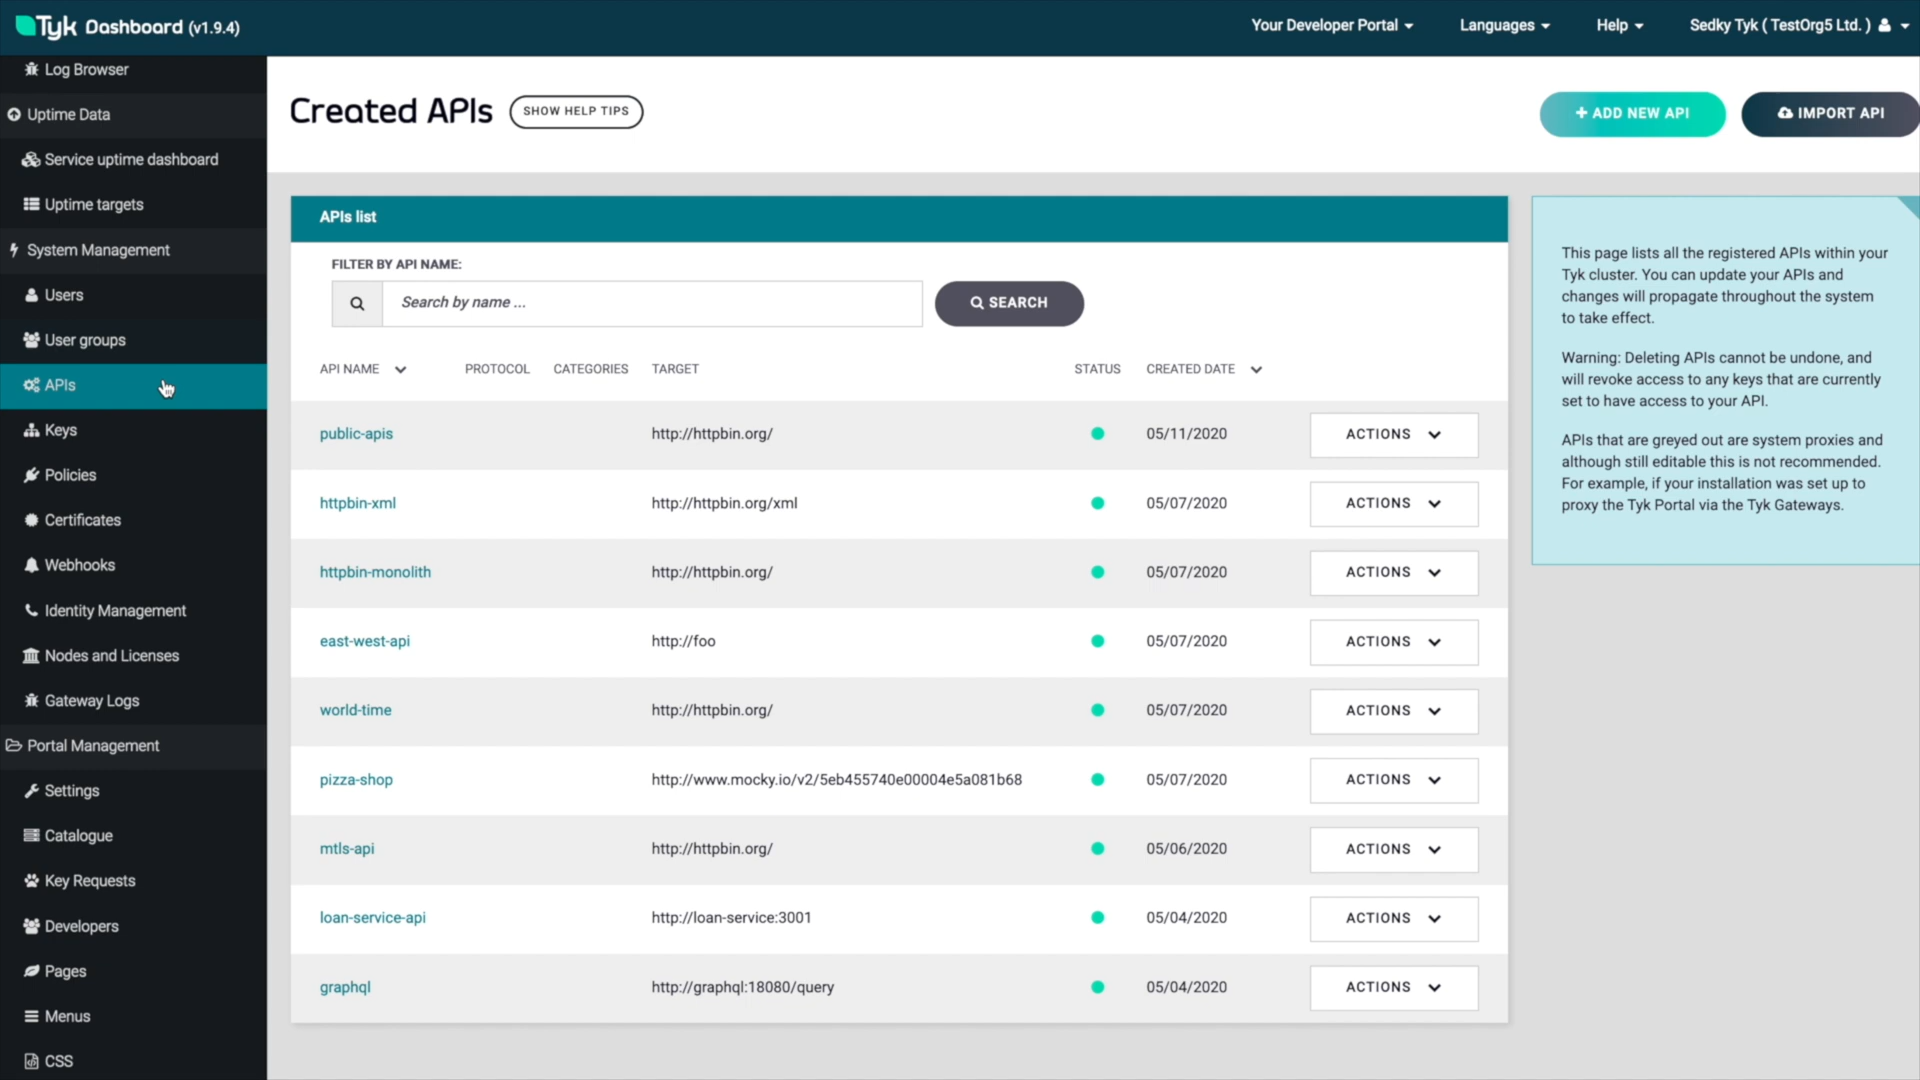 Tyk Dashboard (v1.9.4)
Your Developer Portal
Languages
Help
Sedky Tyk ( TestOrg5 Ltd. )
Log Browser
Uptime Data
Service uptime dashboard
Uptime targets
System Management
Users
User groups
APIs
Keys
Policies
Certificates
Webhooks
Identity Management
Nodes and Licenses
Gateway Logs
Portal Management
Settings
Catalogue
Key Requests
Developers
Pages
Menus
CSS
Created APIs
SHOW HELP TIPS
+ ADD NEW API
IMPORT API
APIs list
FILTER BY API NAME:
Search by name ...
SEARCH
API NAME PROTOCOL CATEGORIES TARGET STATUS CREATED DATE
public-apis http://httpbin.org/ 05/11/2020 ACTIONS
httpbin-xml http://httpbin.org/xml 05/07/2020 ACTIONS
httpbin-monolith http://httpbin.org/ 05/07/2020 ACTIONS
east-west-api http://foo 05/07/2020 ACTIONS
world-time http://httpbin.org/ 05/07/2020 ACTIONS
pizza-shop http://www.mocky.io/v2/5eb455740e00004e5a081b68 05/07/2020 ACTIONS
mtls-api http://httpbin.org/ 05/06/2020 ACTIONS
loan-service-api http://loan-service:3001 05/04/2020 ACTIONS
graphql http://graphql:18080/query 05/04/2020 ACTIONS
This page lists all the registered APIs within your
Tyk cluster. You can update your APIs and
changes will propagate throughout the system
to take effect.
Warning: Deleting APIs cannot be undone, and
will revoke access to any keys that are currently
set to have access to your API.
APIs that are greyed out are system proxies and
although still editable this is not recommended.
For example, if your installation was set up to
proxy the Tyk Portal via the Tyk Gateways.